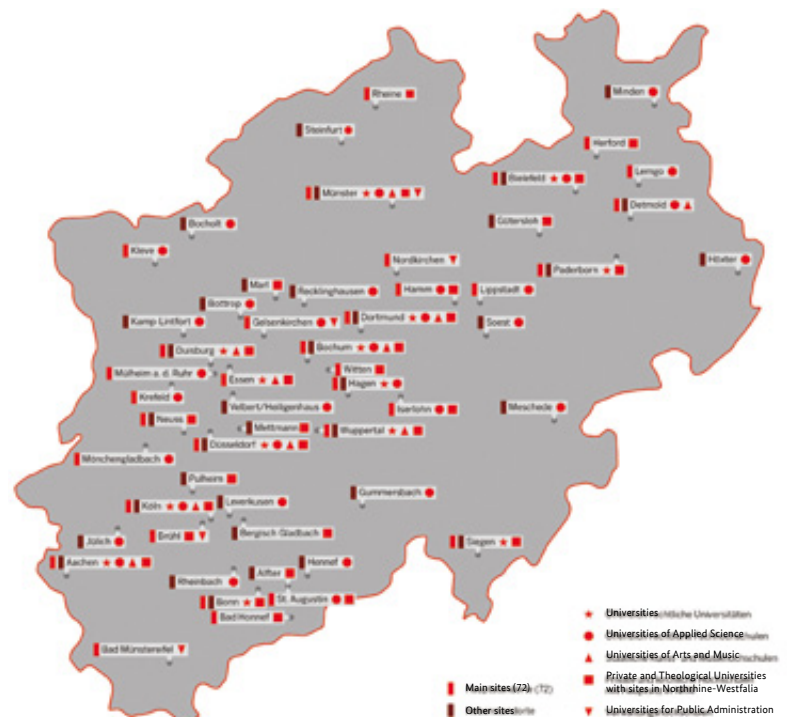 Rheine
Minden
Steinfurt
Herford
Lemgo
Bielefeld
Münster
Detmold
Bocholt
Gütersloh
Kleve
Nordkirchen
Höxter
Paderborn
Marl
Recklinghausen
Hamm
Lippstadt
Bottrop
Kamp Lintfort
Gelsenkirchen
Dortmund
Soest
Duisburg
Bochum
Mülheim a. d. Ruhr
Witten
Essen
Hagen
Krefeld
Velbert/Heiligenhaus
Iserlohn
Meschede
Neuss
Mettmann
Wuppertal
Düsseldorf
Mönchengladbach
Pulheim
Gummersbach
Köln
Leverkusen
Jülich
Brühl
Bergisch Gladbach
Siegen
Aachen
Hennef
Alfter
Rheinbach
Bonn
St. Augustin
Bad Honnef
Bad Münstereifel
Universities
Universities of Applied Science
Universities of Arts and Music
Private and Theological Universities
with sites in Northrhine-Westfalia
Universities for Public Administration
Main sites (72)
Other sites